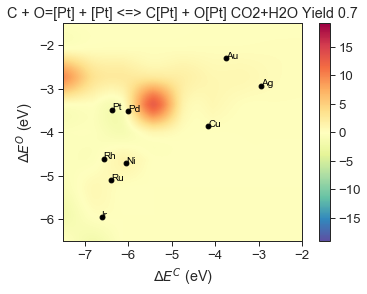 C + O=[Pt] + [Pt] <=> C[Pt] + O[Pt] CO2+H2O Yield 0.7
−2
−3
−4
−5
−6
ΔE^O (eV)
Au
Ag
Pt
Pd
Cu
Rh
Ni
Ru
Ir
−7
−6
−5
−4
−3
−2
ΔE^C (eV)
15
10
5
0
−5
−10
−15